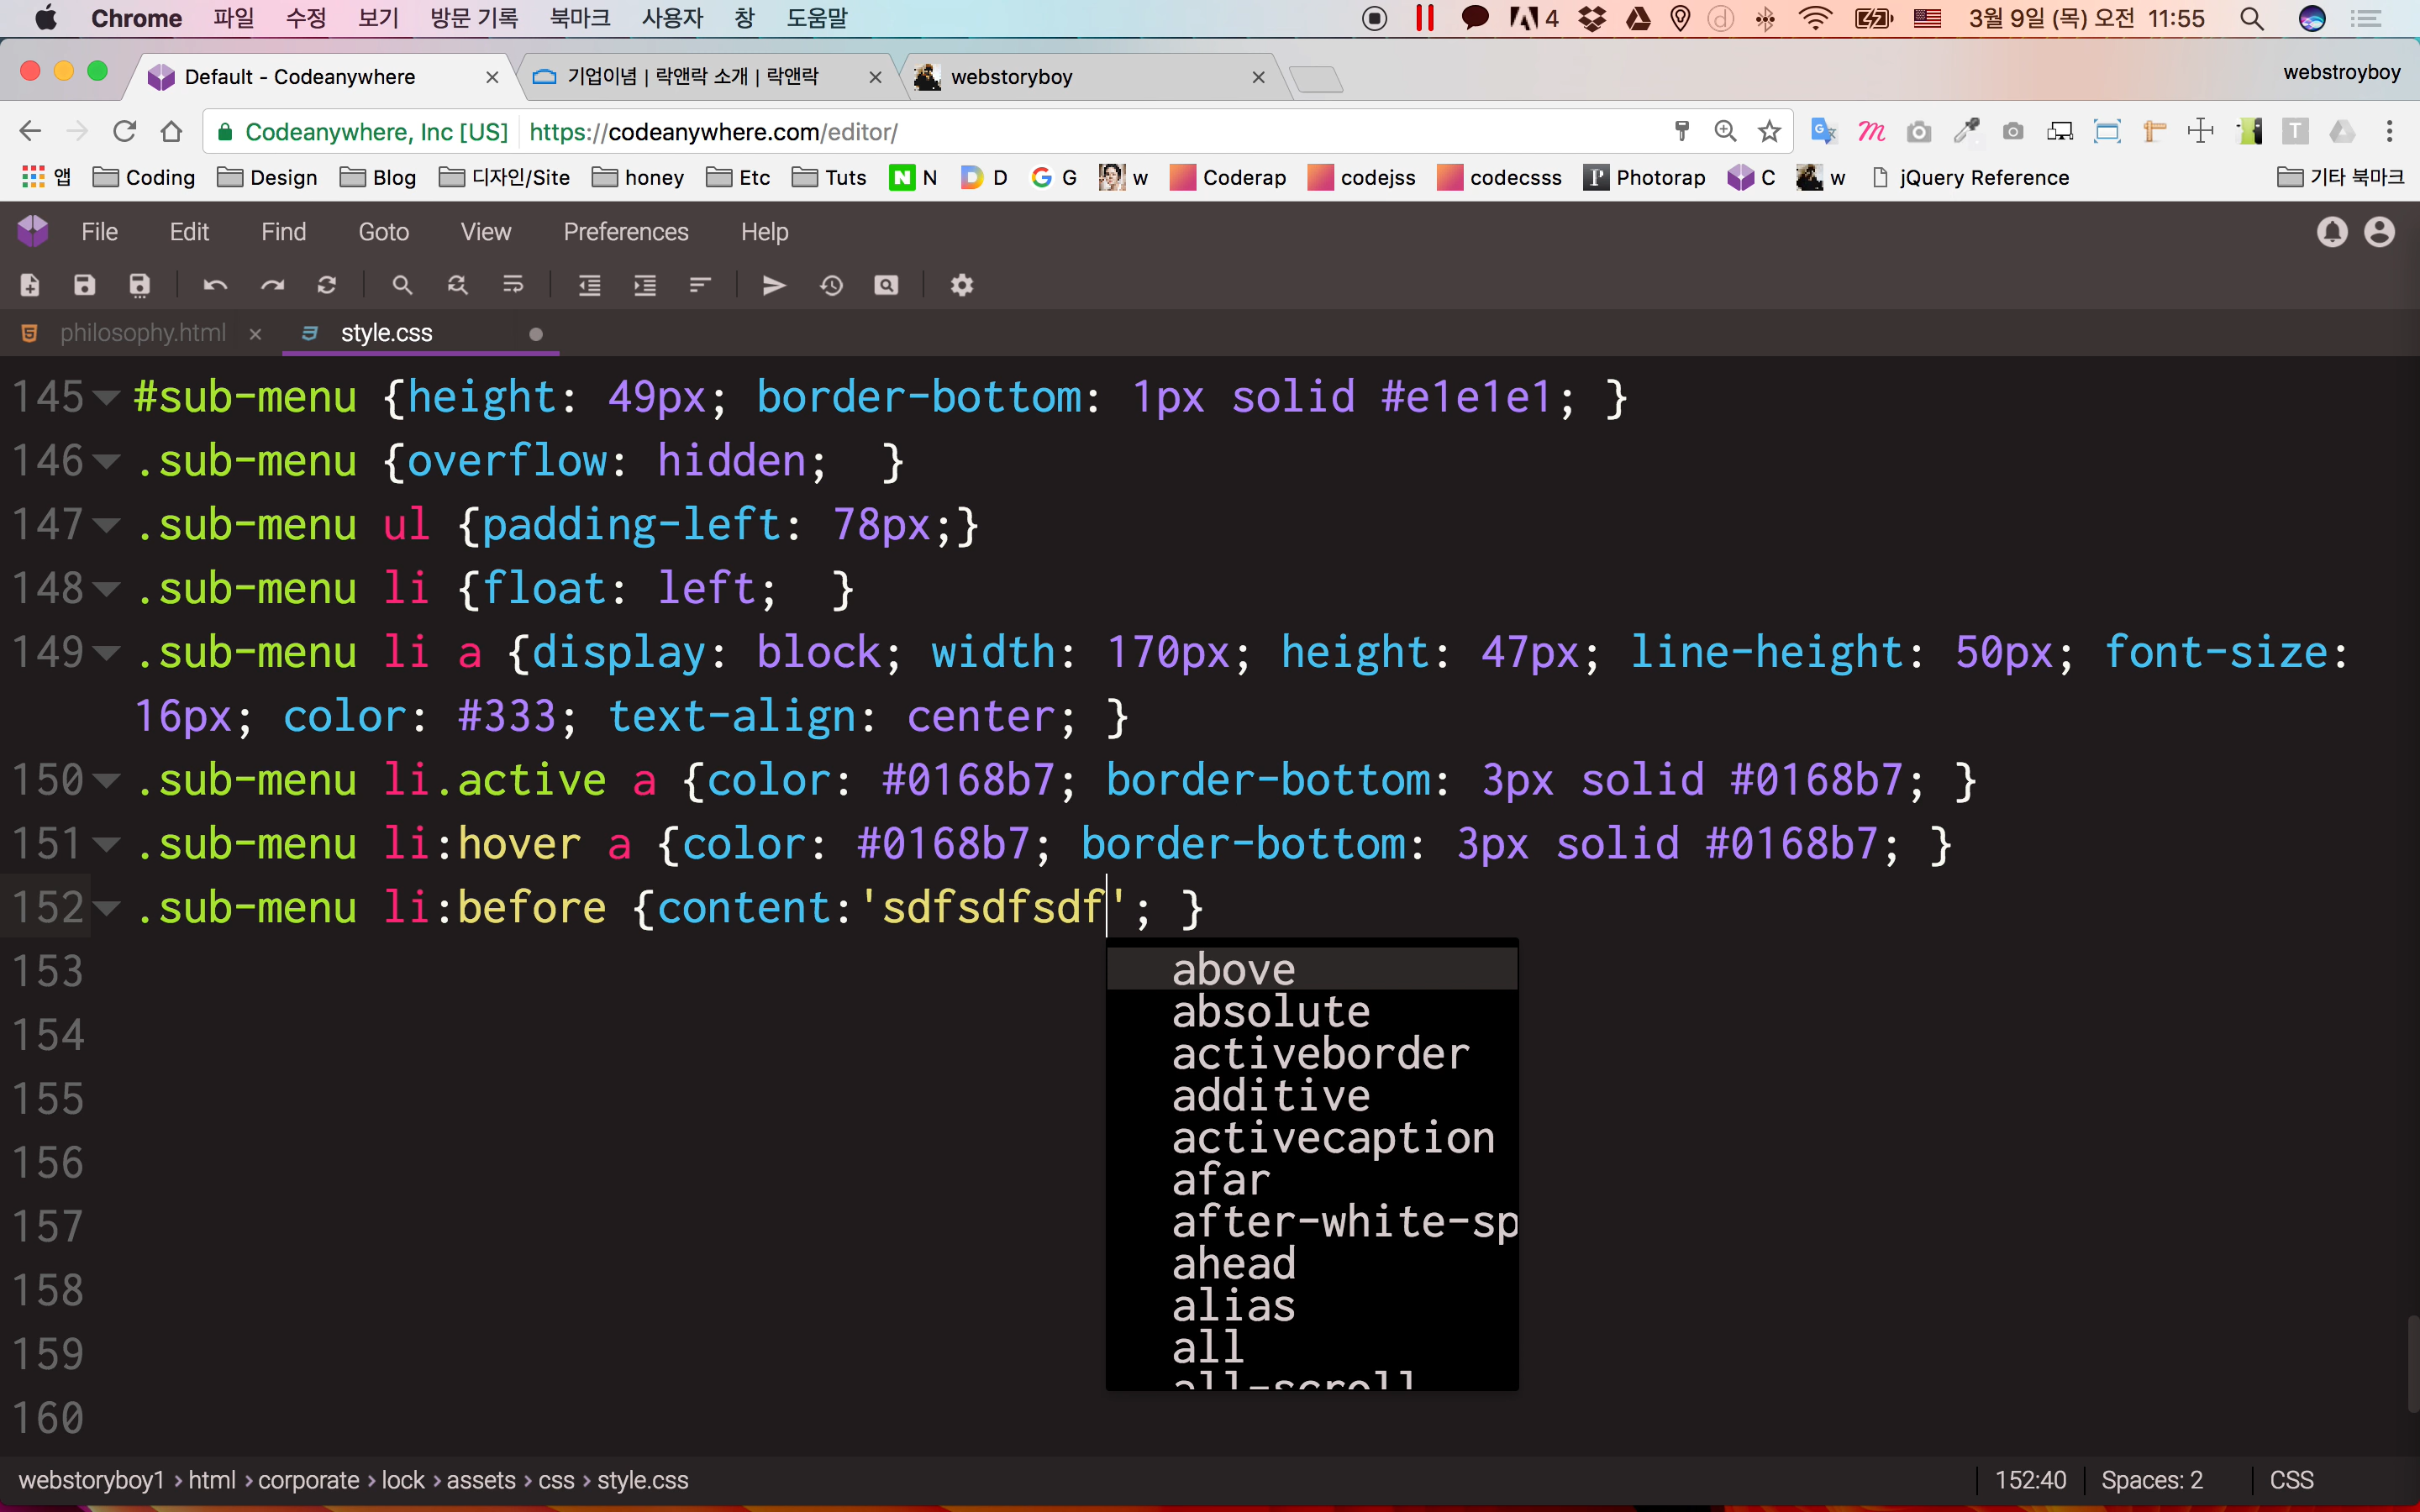 Chrome 파일 수정 보기 방문 기록 북마크 사용자 창 도움말 4 3월 9일 (목) 오전 11:55
Default - Codeanywhere 기업이념 | 락앤락 소개 | 락앤락 webstoryboy webstroyboy
Codeanywhere, Inc [US] https://codeanywhere.com/editor/
앱 Coding Design Blog 디자인/Site honey Etc Tuts N N D G w Coderap codejss codecsss P Photorap C w jQuery Reference 기타 북마크
File Edit Find Goto View Preferences Help
philosophy.html style.css
145 #sub-menu {height: 49px; border-bottom: 1px solid #e1e1e1; }
146 .sub-menu {overflow: hidden;  }
147 .sub-menu ul {padding-left: 78px;}
148 .sub-menu li {float: left;  }
149 .sub-menu li a {display: block; width: 170px; height: 47px; line-height: 50px; font-size:
16px; color: #333; text-align: center; }
150 .sub-menu li.active a {color: #0168b7; border-bottom: 3px solid #0168b7; }
151 .sub-menu li:hover a {color: #0168b7; border-bottom: 3px solid #0168b7; }
152 .sub-menu li:before {content:'sdfsdfsdf'; }
153
154
155
156
157
158
159
160
above
absolute
activeborder
additive
activecaption
afar
after-white-sp
ahead
alias
all
all-scroll
webstoryboy1 > html > corporate > lock > assets > css > style.css 152:40 Spaces: 2 CSS